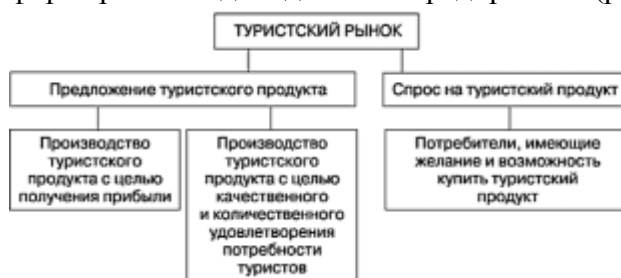 ТУРИСТСКИЙ РЫНОК
Предложение туристского продукта
Спрос на туристский продукт
Производство
туристского
продукта с целью
получения прибыли
Производство
туристского
продукта с целью
качественного
и количественного
удовлетворения
потребности
туристов
Потребители, имеющие
желание и возможность
купить туристский
продукт